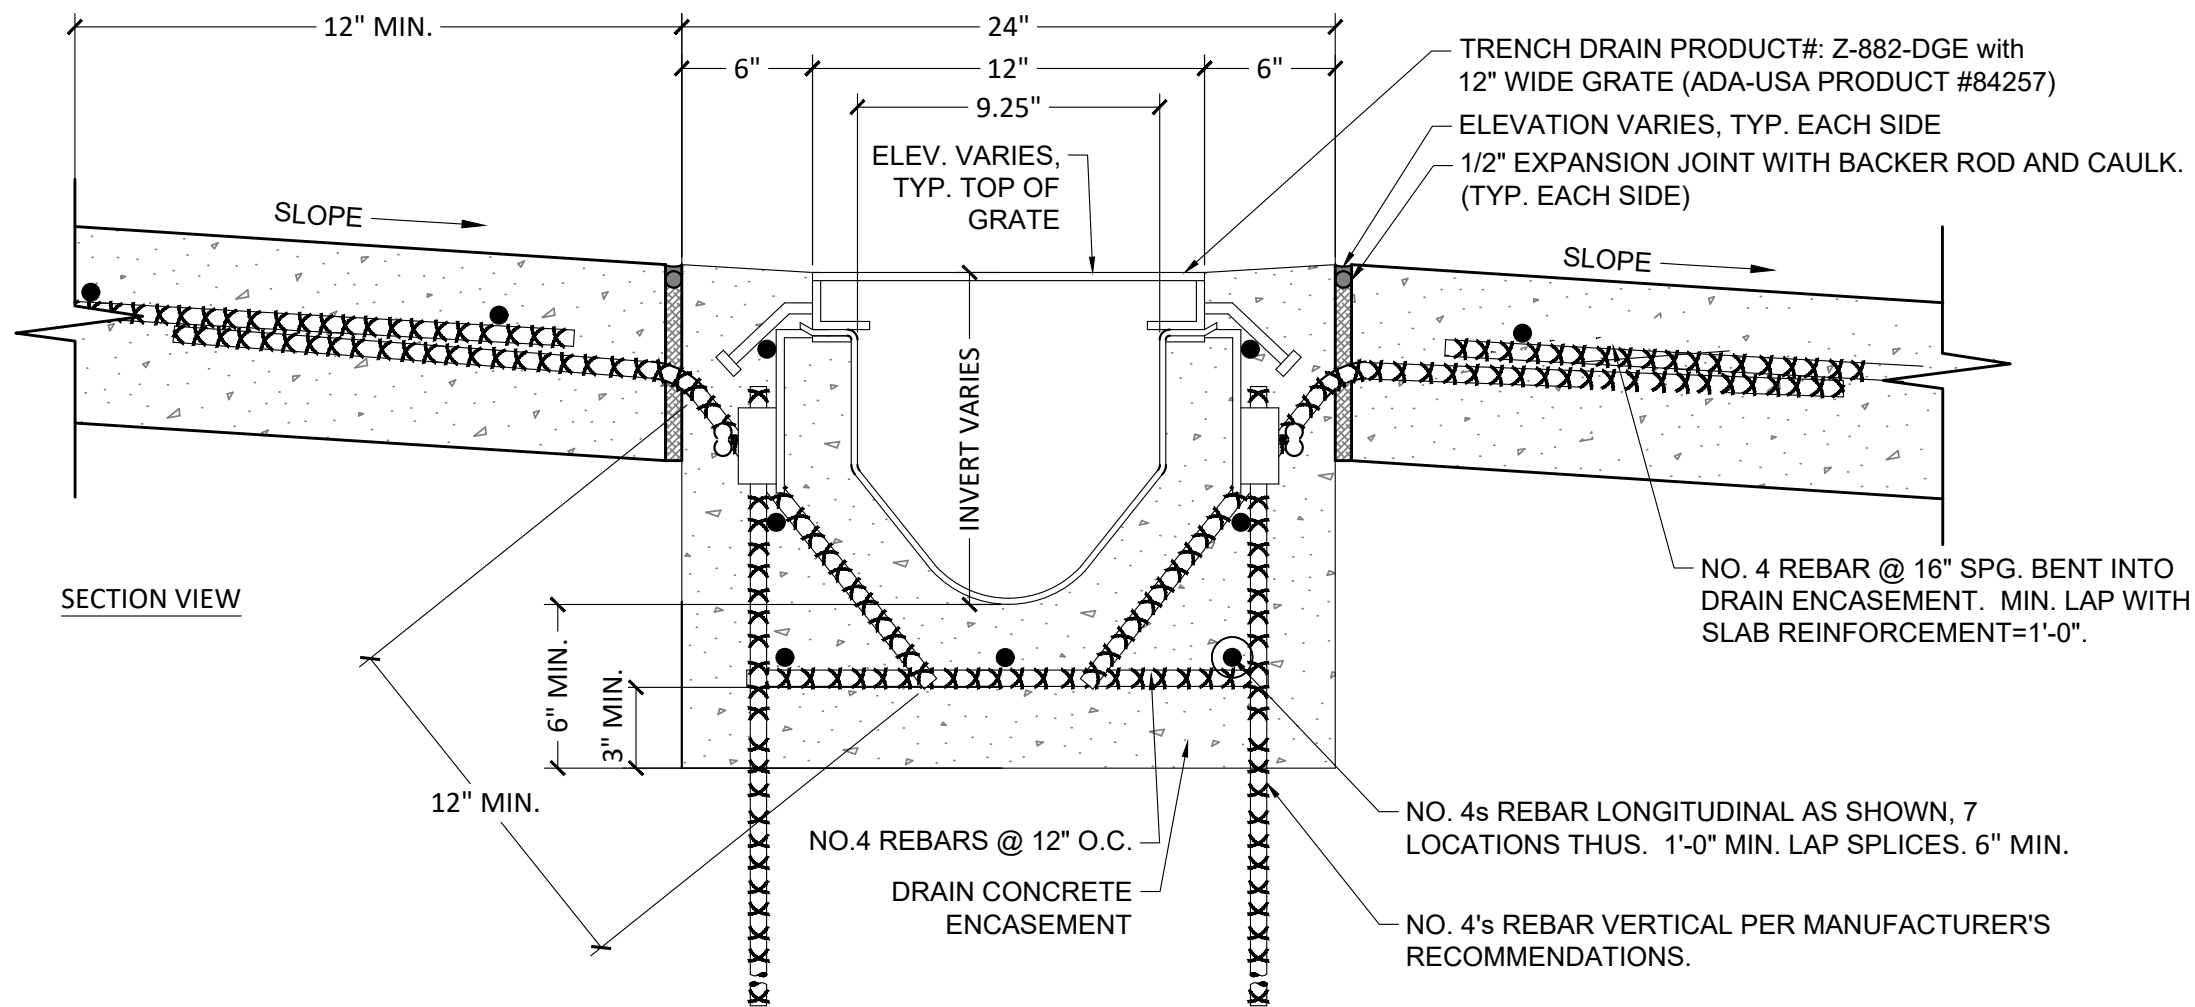 12" MIN.
24"
6"
12"
6"
9.25"
TRENCH DRAIN PRODUCT#: Z-882-DGE with
12" WIDE GRATE (ADA-USA PRODUCT #84257)
ELEVATION VARIES, TYP. EACH SIDE
1/2" EXPANSION JOINT WITH BACKER ROD AND CAULK.
(TYP. EACH SIDE)
ELEV. VARIES,
TYP. TOP OF
GRATE
SLOPE
SLOPE
INVERT VARIES
SECTION VIEW
NO. 4 REBAR @ 16" SPG. BENT INTO
DRAIN ENCASEMENT. MIN. LAP WITH
SLAB REINFORCEMENT=1'-0".
6" MIN.
3" MIN.
12" MIN.
NO.4 REBARS @ 12" O.C.
DRAIN CONCRETE
ENCASEMENT
NO. 4s REBAR LONGITUDINAL AS SHOWN, 7
LOCATIONS THUS. 1'-0" MIN. LAP SPLICES. 6" MIN.
NO. 4's REBAR VERTICAL PER MANUFACTURER'S
RECOMMENDATIONS.